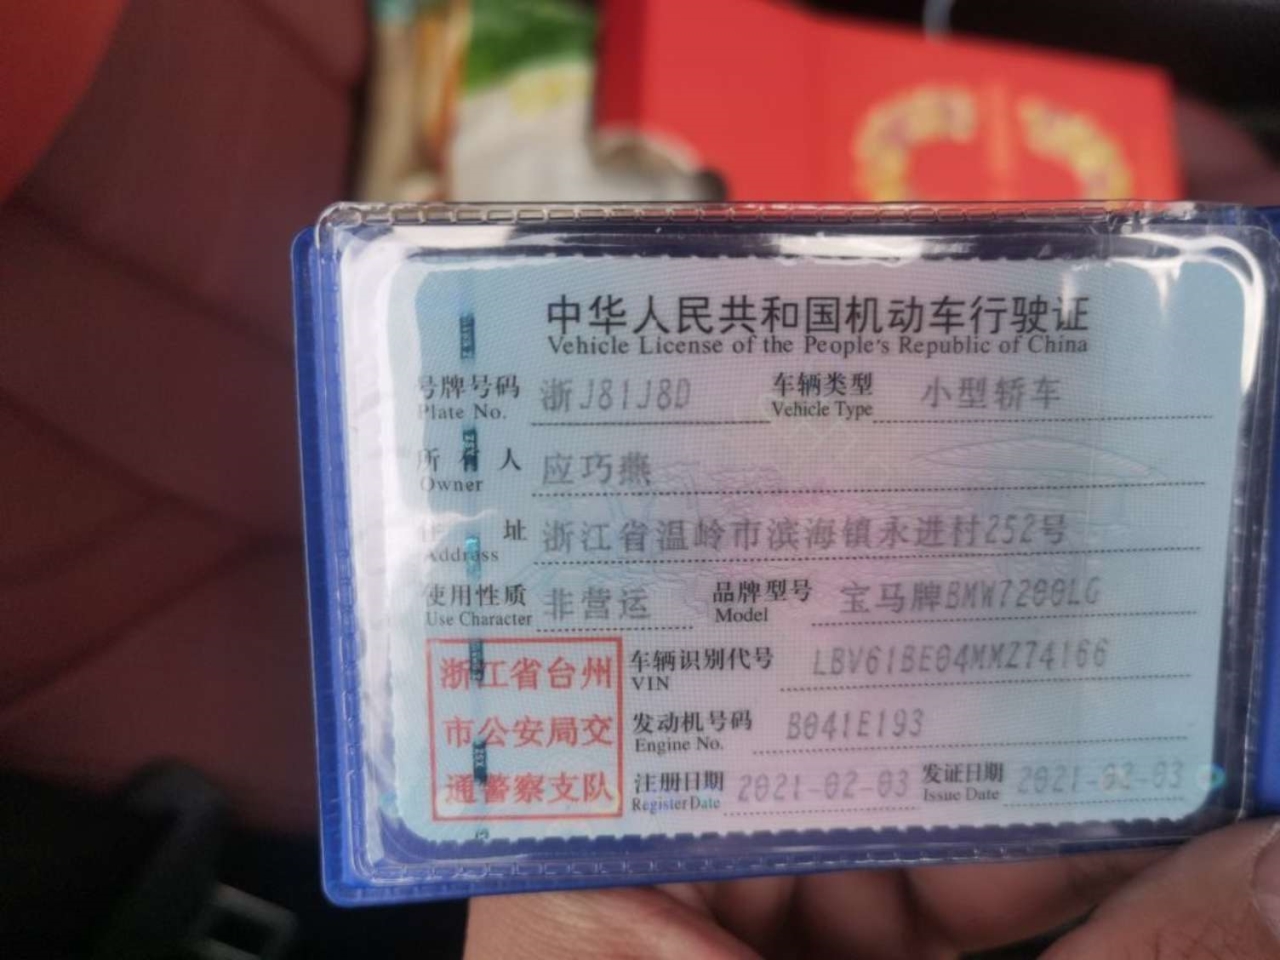 中华人民共和国机动车行驶证
Vehicle License of the People's Republic of China
号牌号码 浙J81J8D 车辆类型 小型轿车
Plate No. Vehicle Type
所有人 应巧燕
Owner
住址 浙江省温岭市滨海镇永进村252号
Address
使用性质 非营运 品牌型号 宝马牌BMW7200LG
Use Character Model
浙江省台州
市公安局交
通警察支队
车辆识别代号 LBV61BE04MMZ74166
VIN
发动机号码 B041E193
Engine No.
注册日期 2021-02-03 发证日期 2021-02-03
Register Date Issue Date